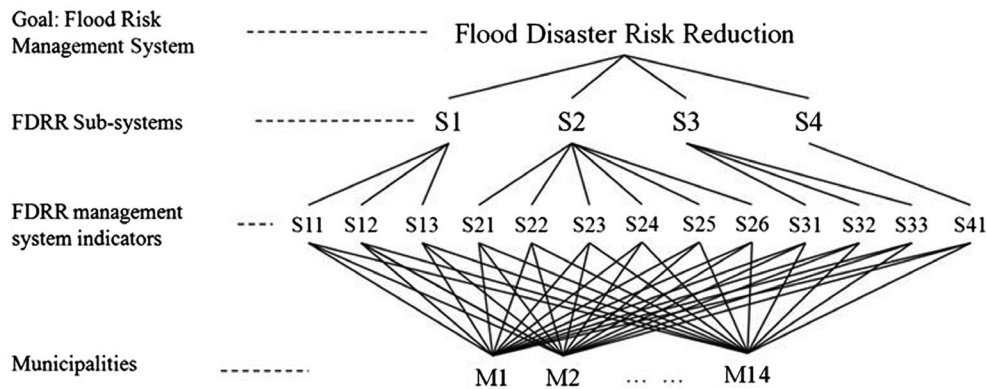 Goal: Flood Risk
Management System
Flood Disaster Risk Reduction
FDRR Sub-systems
S1 S2 S3 S4
FDRR management
system indicators
S11 S12 S13 S21 S22 S23 S24 S25 S26 S31 S32 S33 S41
Municipalities
M1 M2 ... ... M14